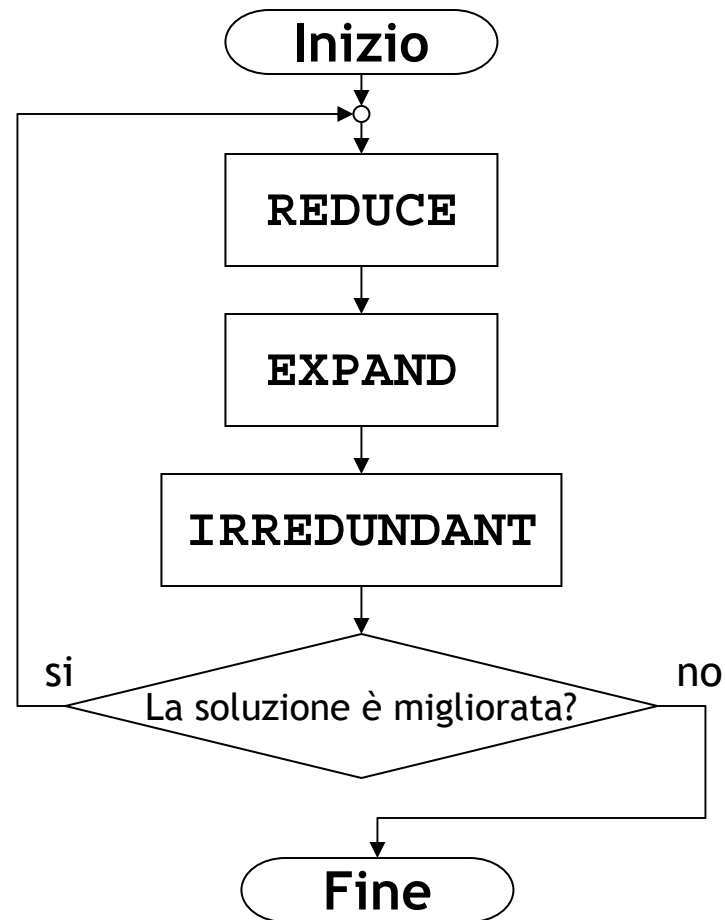 Inizio
REDUCE
EXPAND
IRREDUNDANT
si
no
La soluzione è migliorata?
Fine